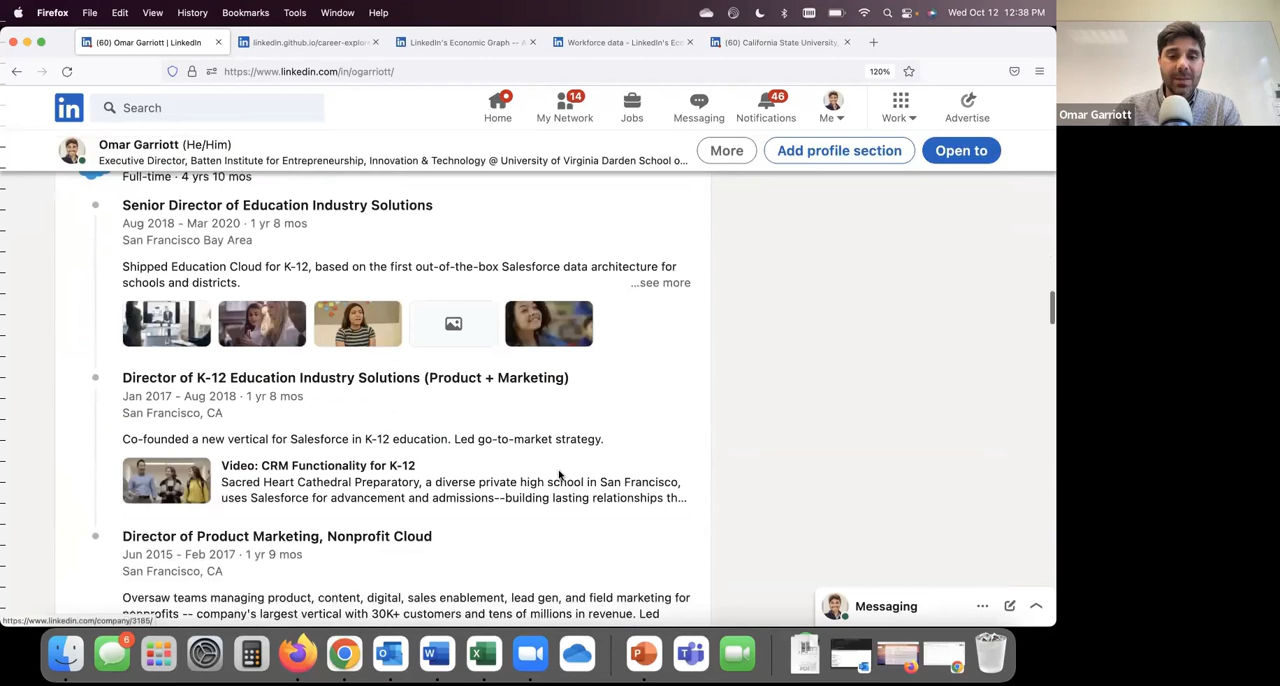 Firefox File Edit View History Bookmarks Tools Window Help
Wed Oct 12 12:38 PM
(60) Omar Garriott | LinkedIn
linkedin.github.io/career-explor
LinkedIn's Economic Graph -- A
Workforce data - LinkedIn's Ec
(60) California State University,
https://www.linkedin.com/in/ogarriott/
120%
in
Search
14
46
Home
My Network
Jobs
Messaging
Notifications
Me
Work
Advertise
Omar Garriott
Omar Garriott (He/Him)
Executive Director, Batten Institute for Entrepreneurship, Innovation & Technology @ University of Virginia Darden School o...
More
Add profile section
Open to
Full-time · 4 yrs 10 mos
Senior Director of Education Industry Solutions
Aug 2018 - Mar 2020 · 1 yr 8 mos
San Francisco Bay Area
Shipped Education Cloud for K-12, based on the first out-of-the-box Salesforce data architecture for
schools and districts.
...see more
Director of K-12 Education Industry Solutions (Product + Marketing)
Jan 2017 - Aug 2018 · 1 yr 8 mos
San Francisco, CA
Co-founded a new vertical for Salesforce in K-12 education. Led go-to-market strategy.
Video: CRM Functionality for K-12
Sacred Heart Cathedral Preparatory, a diverse private high school in San Francisco,
uses Salesforce for advancement and admissions--building lasting relationships th...
Director of Product Marketing, Nonprofit Cloud
Jun 2015 - Feb 2017 · 1 yr 9 mos
San Francisco, CA
Oversaw teams managing product, content, digital, sales enablement, lead gen, and field marketing for
nonprofits -- company's largest vertical with 30K+ customers and tens of millions in revenue. Led
Messaging
https://www.linkedin.com/company/3185/
6